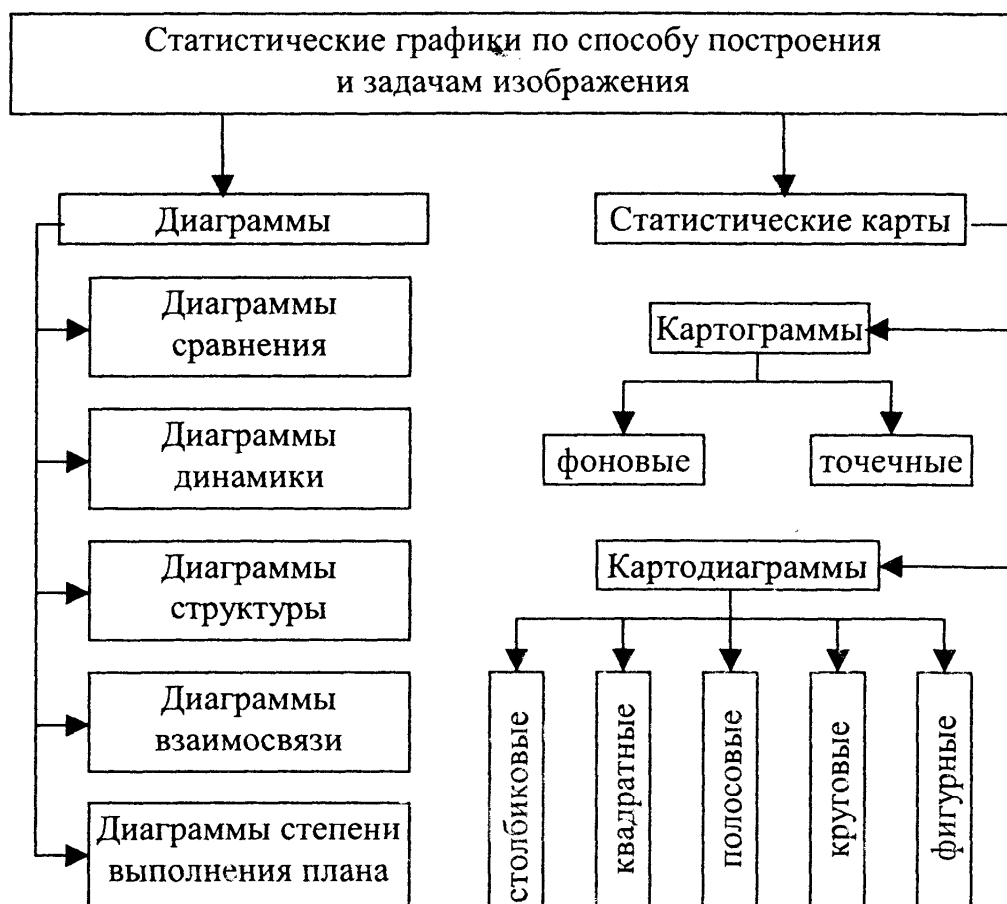 Статистические графики по способу построения
и задачам изображения
Диаграммы
Диаграммы
сравнения
Диаграммы
динамики
Диаграммы
структуры
Диаграммы
взаимосвязи
Диаграммы степени
выполнения плана
Статистические карты
Картограммы
фоновые
точечные
Картодиаграммы
столбиковые
квадратные
полосовые
круговые
фигурные